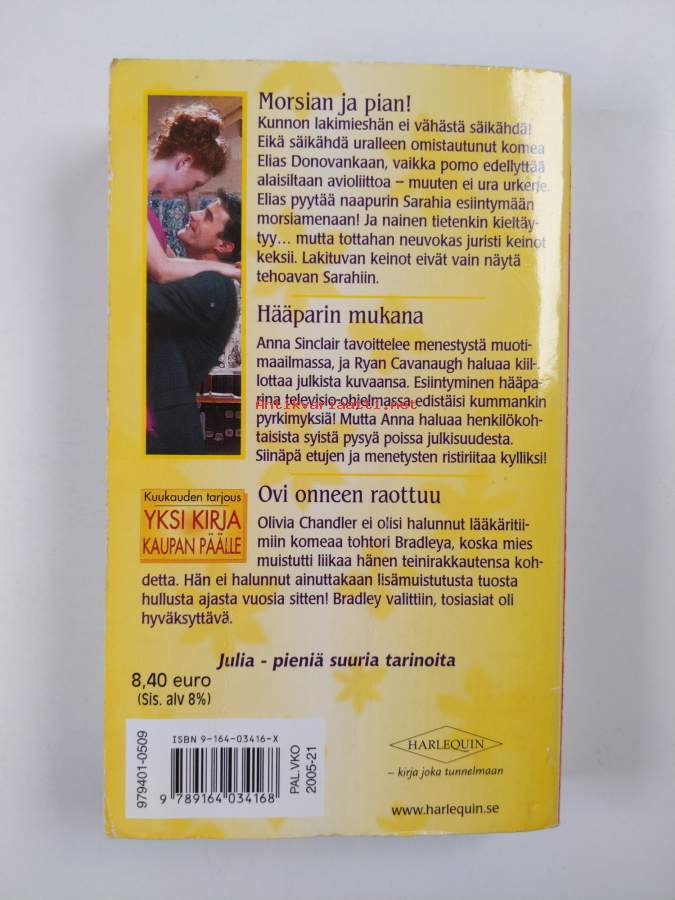 Morsian ja pian!
Kunnon lakimieshän ei vähästä säikähdä!
Eikä säikähdä uralleen omistautunut komea
Elias Donovankaan, vaikka pomo edellyttää
alaisiltaan avioliittoa – muuten ei ura urkene.
Elias pyytää naapurin Sarahia esiintymään
morsiamenaan! Ja nainen tietenkin kieltäy-
tyy... mutta tottahan neuvokas juristi keinot
keksii. Lakituvan keinot eivät vain näytä
tehoavan Sarahiin.
Hääparin mukana
Anna Sinclair tavoittelee menestystä muoti-
maailmassa, ja Ryan Cavanaugh haluaa kiil-
lottaa julkista kuvaansa. Esiintyminen hääpa-
rina televisio-ohjelmassa edistäisi kummankin
Antikvariaatti.net
pyrkimyksiä! Mutta Anna haluaa henkilökoh-
taisista syistä pysyä poissa julkisuudesta.
Siinäpä etujen ja menetysten ristiriitaa kylliksi!
Kuukauden tarjous
YKSI KIRJA
KAUPAN PÄÄLLE
Ovi onneen raottuu
Olivia Chandler ei olisi halunnut lääkäritii-
miin komeaa tohtori Bradleya, koska mies
muistutti liikaa hänen teinirakkautensa koh-
detta. Hän ei halunnut ainuttakaan lisämuistutusta tuosta
hullusta ajasta vuosia sitten! Bradley valittiin, tosiasiat oli
hyväksyttävä.
Julia - pieniä suuria tarinoita
8,40 euro
(Sis. alv 8%)
979401-0509
ISBN 9-164-03416-X
9 789164 034168
PAL.VKO
2005-21
HARLEQUIN
– kirja joka tunnelmaan
www.harlequin.se